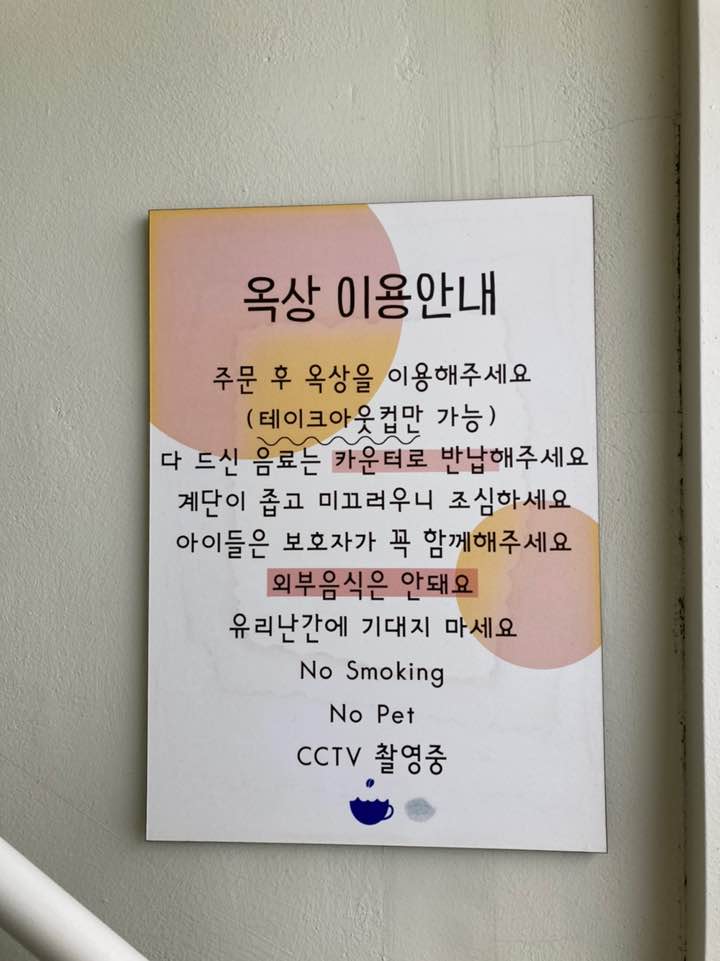 옥상 이용안내
주문 후 옥상을 이용해주세요
(테이크아웃컵만 가능)
다 드신 음료는 카운터로 반납해주세요
계단이 좁고 미끄러우니 조심하세요
아이들은 보호자가 꼭 함께해주세요
외부음식은 안돼요
유리난간에 기대지 마세요
No Smoking
No Pet
CCTV 촬영중